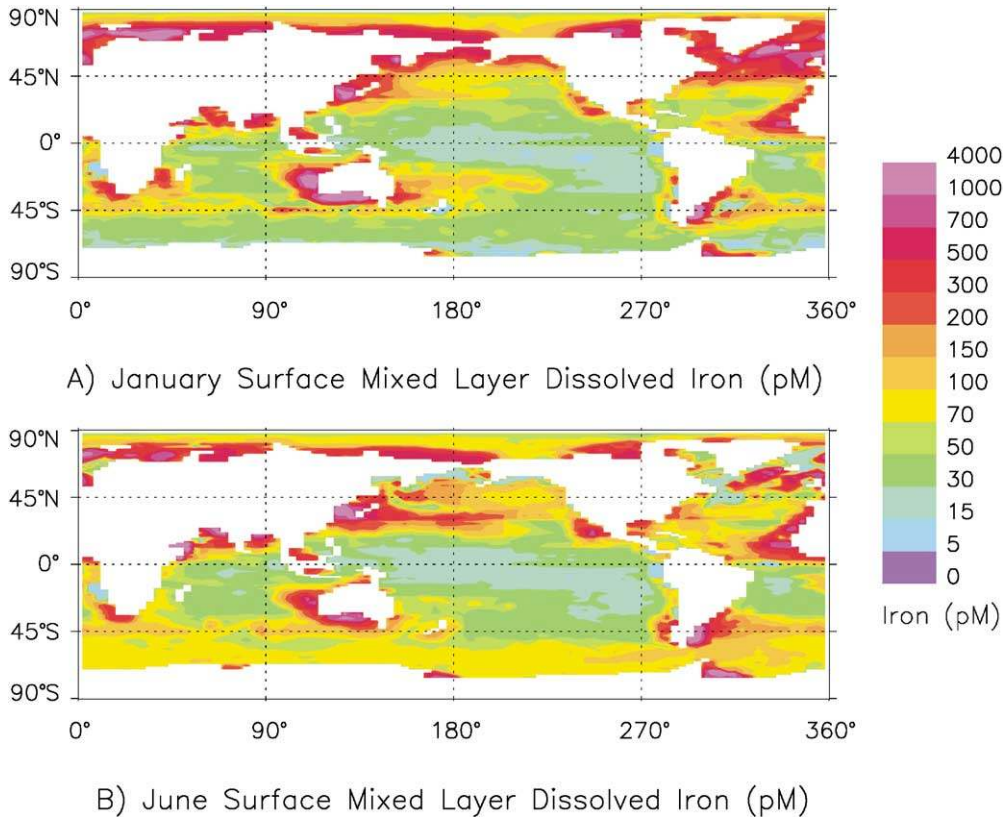 90°N
45°N
0°
45°S
90°S
0° 90° 180° 270° 360°
A) January Surface Mixed Layer Dissolved Iron (pM)
90°N
45°N
0°
45°S
90°S
0° 90° 180° 270° 360°
B) June Surface Mixed Layer Dissolved Iron (pM)
4000
1000
700
500
300
200
150
100
70
50
30
15
5
0
Iron (pM)